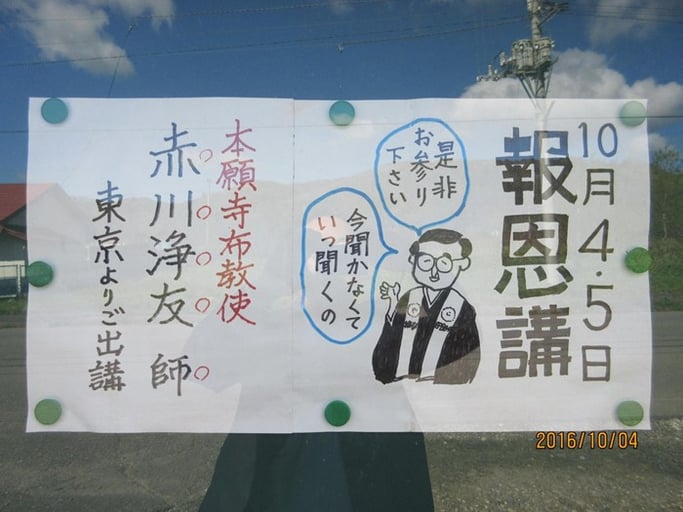 10月4.5日
報恩講
是非
お参り
下さい
今聞かなくて
いつ聞くの
本願寺布教使
赤川浄友師
東京よりご出講
2016/10/04